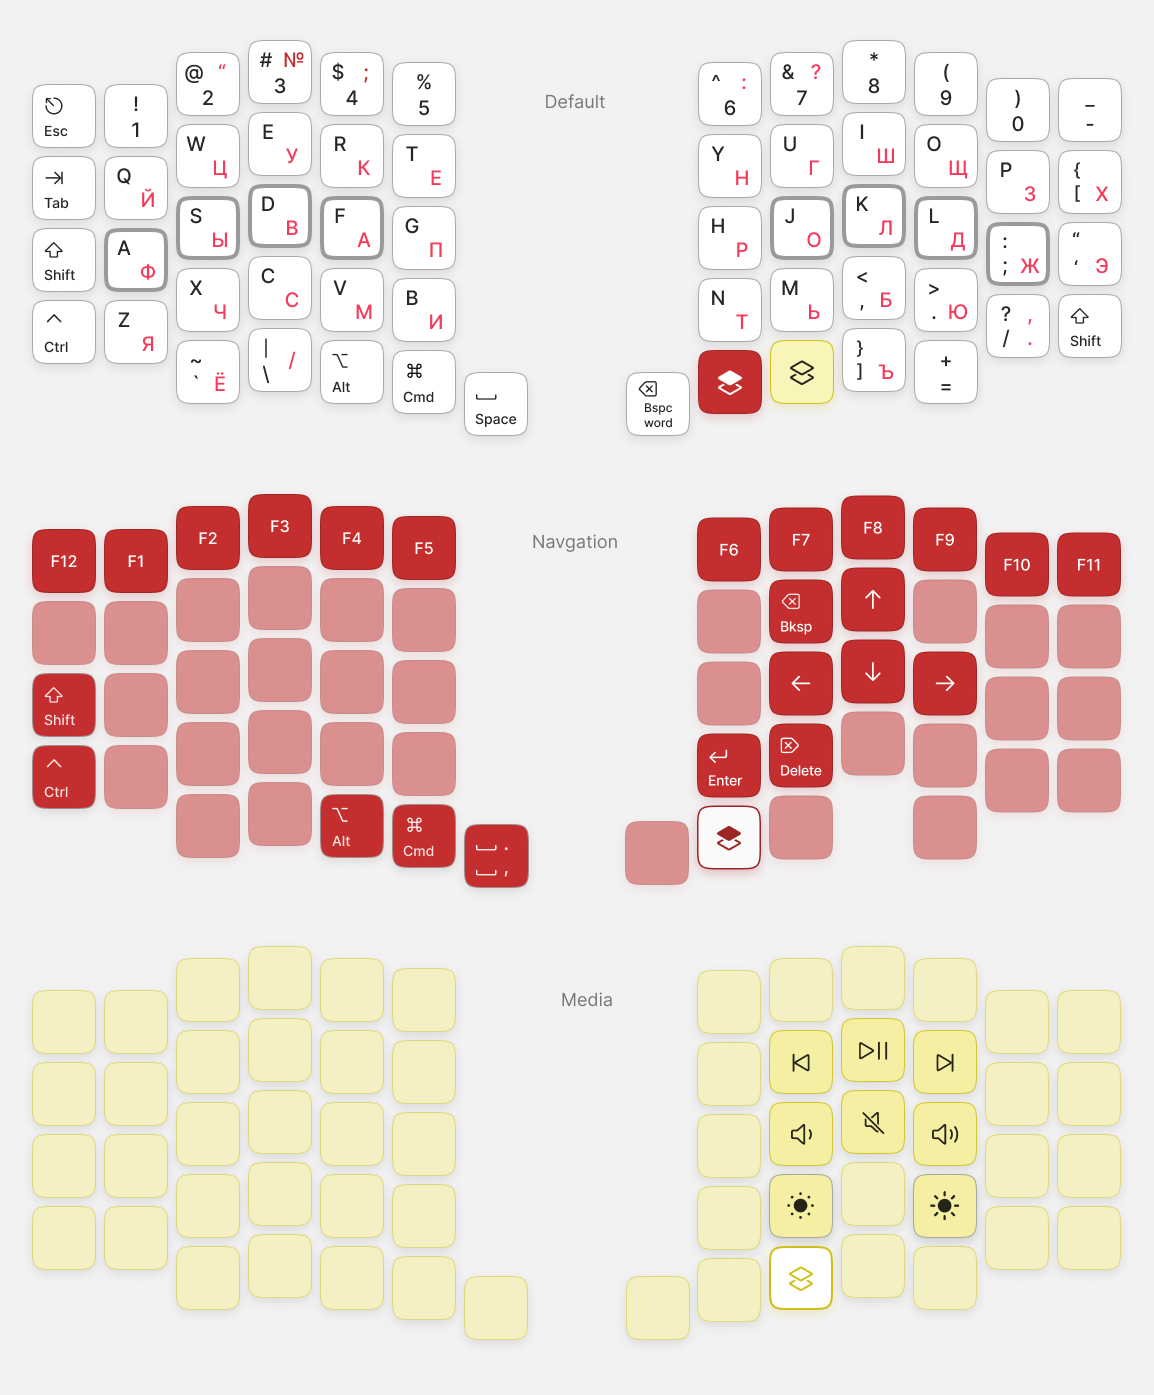 Default
Esc
! 1
@ “ 2
# № 3
$ ; 4
% 5
^ : 6
& ? 7
* 8
( 9
) 0
_ -
Tab
Q Й
W Ц
E У
R К
T Е
Y Н
U Г
I Ш
O Щ
P З
{ [ Х
Shift
A Ф
S Ы
D В
F А
G П
H Р
J О
K Л
L Д
: ; Ж
“ ‘ Э
Ctrl
Z Я
X Ч
C С
V М
B И
N Т
M Ь
< , Б
> . Ю
? , / .
Shift
~ ` Ё
| / \
Alt
Cmd
Space
Bspc
word
} ] Ъ
+ =
Navgation
F12
F1
F2
F3
F4
F5
F6
F7
F8
F9
F10
F11
Bksp
Shift
Ctrl
Enter
Delete
Alt
Cmd
.
,
Media